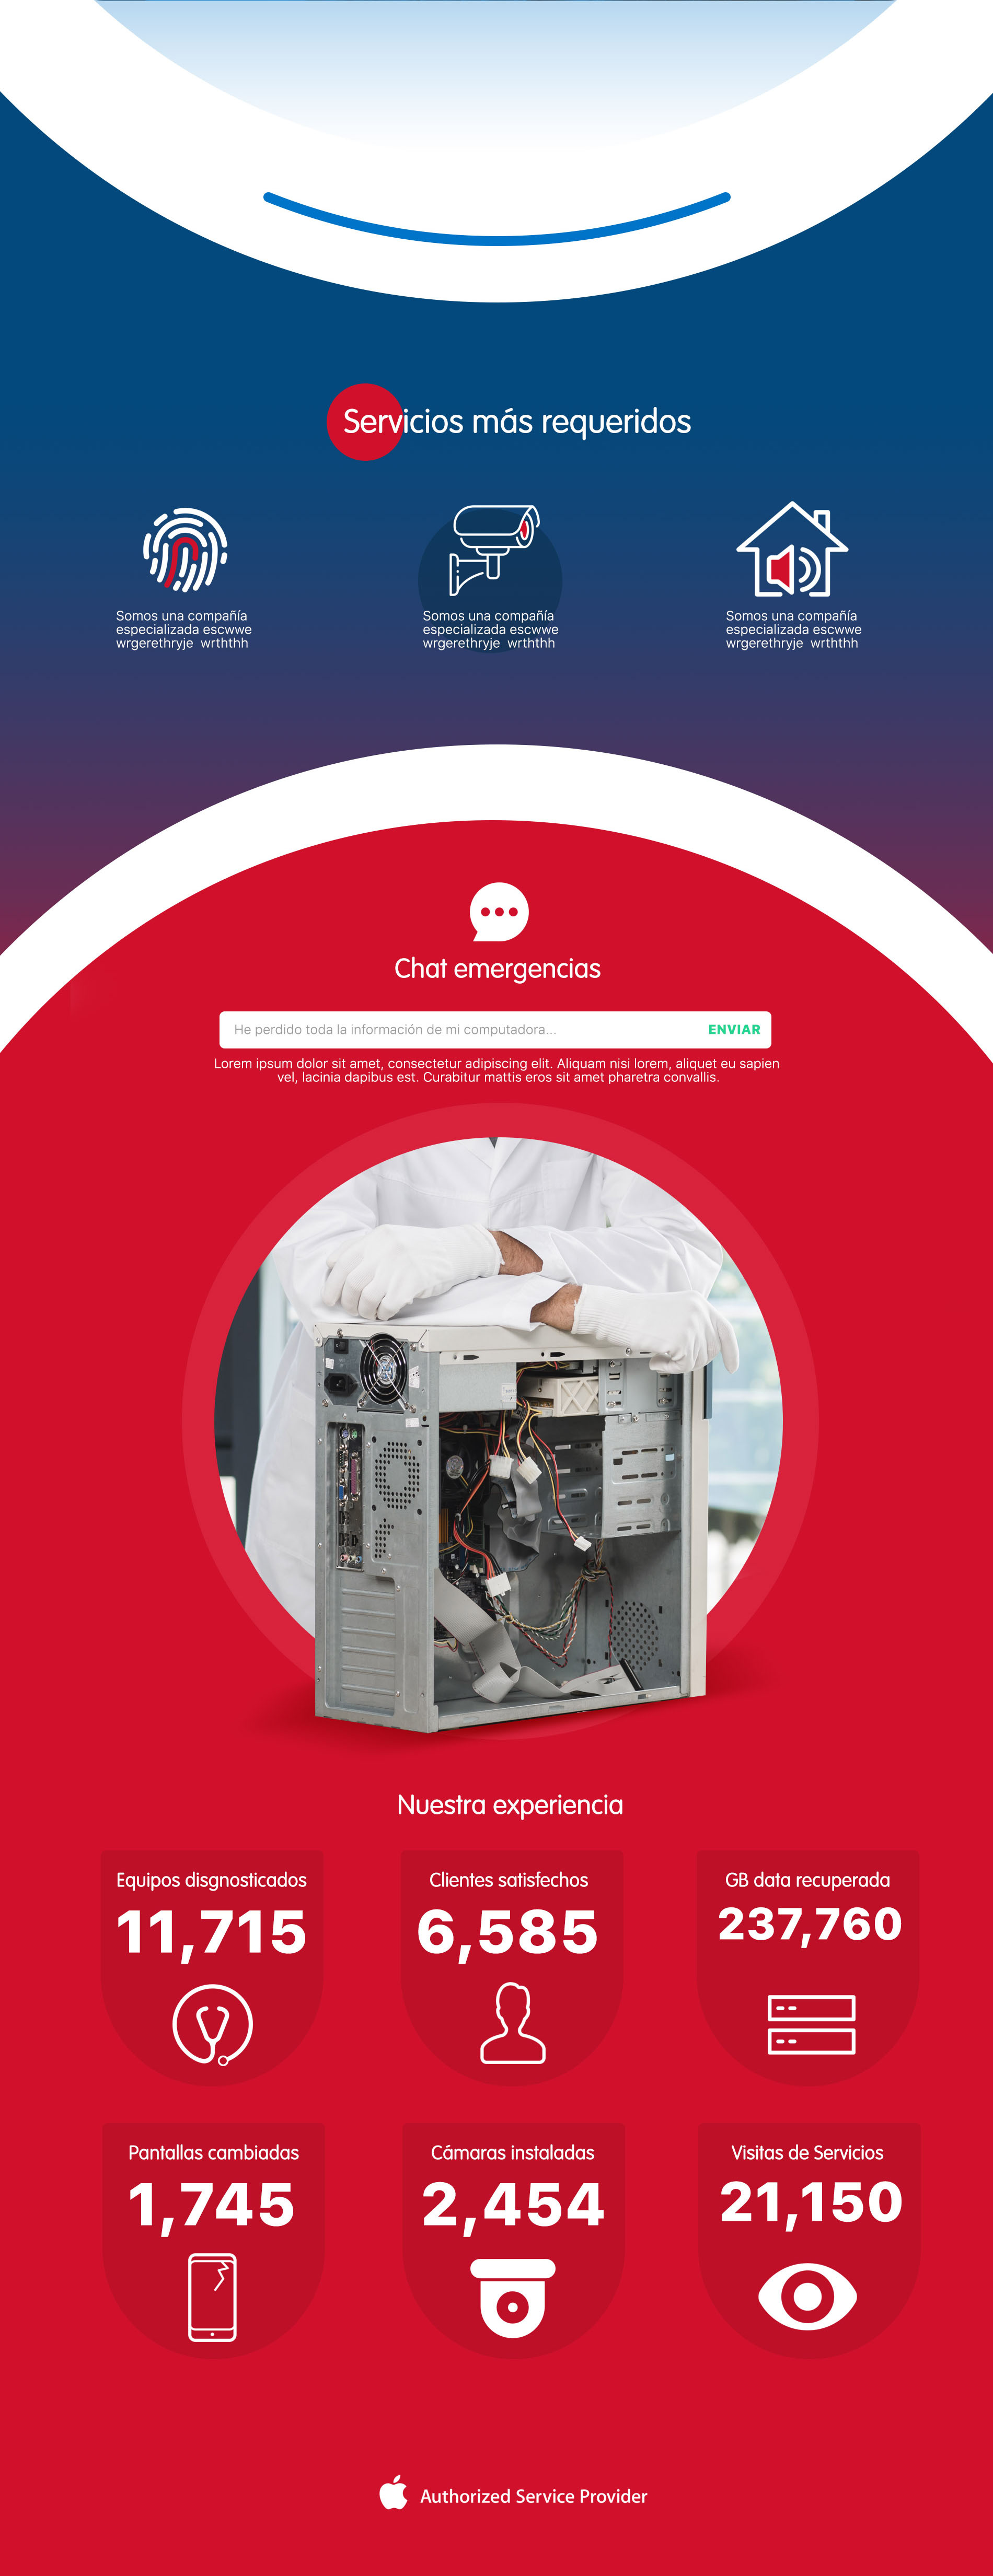 Servicios más requeridos
Somos una compañía
especializada escwwe
wrgerethryje wrththh
Somos una compañía
especializada escwwe
wrgerethryje wrththh
Somos una compañía
especializada escwwe
wrgerethryje wrththh
Chat emergencias
He perdido toda la información de mi computadora... ENVIAR
Lorem ipsum dolor sit amet, consectetur adipiscing elit. Aliquam nisi lorem, aliquet eu sapien
vel, lacinia dapibus est. Curabitur mattis eros sit amet pharetra convallis.
Nuestra experiencia
Equipos disgnosticados
11,715
Clientes satisfechos
6,585
GB data recuperada
237,760
Pantallas cambiadas
1,745
Cámaras instaladas
2,454
Visitas de Servicios
21,150
Authorized Service Provider